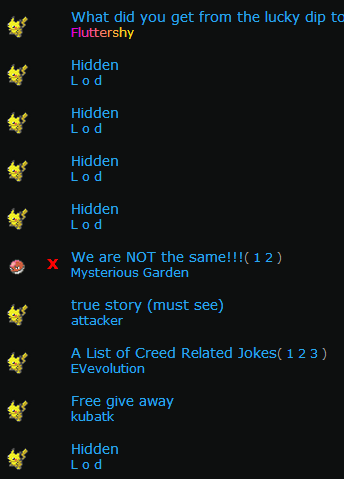 What did you get from the lucky dip to
Fluttershy
Hidden
L o d
Hidden
L o d
Hidden
L o d
Hidden
L o d
X We are NOT the same!!!( 1 2 )
Mysterious Garden
true story (must see)
attacker
A List of Creed Related Jokes( 1 2 3 )
EVevolution
Free give away
kubatk
Hidden
L o d